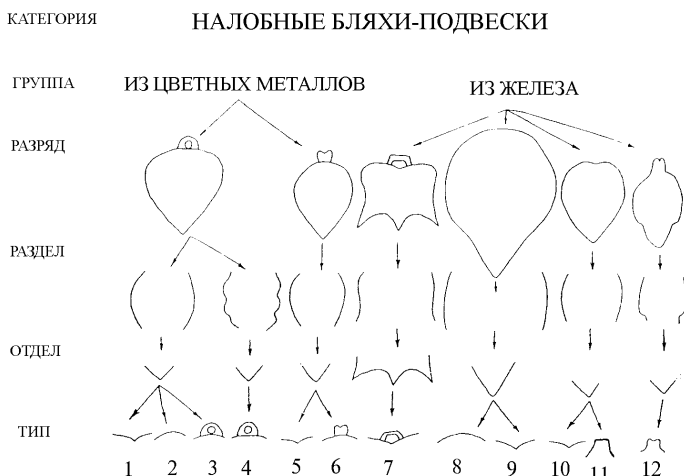 КАТЕГОРИЯ НАЛОБНЫЕ БЛЯХИ-ПОДВЕСКИ
ГРУППА ИЗ ЦВЕТНЫХ МЕТАЛЛОВ ИЗ ЖЕЛЕЗА
РАЗРЯД
РАЗДЕЛ
ОТДЕЛ
ТИП
1 2 3 4 5 6 7 8 9 10 11 12